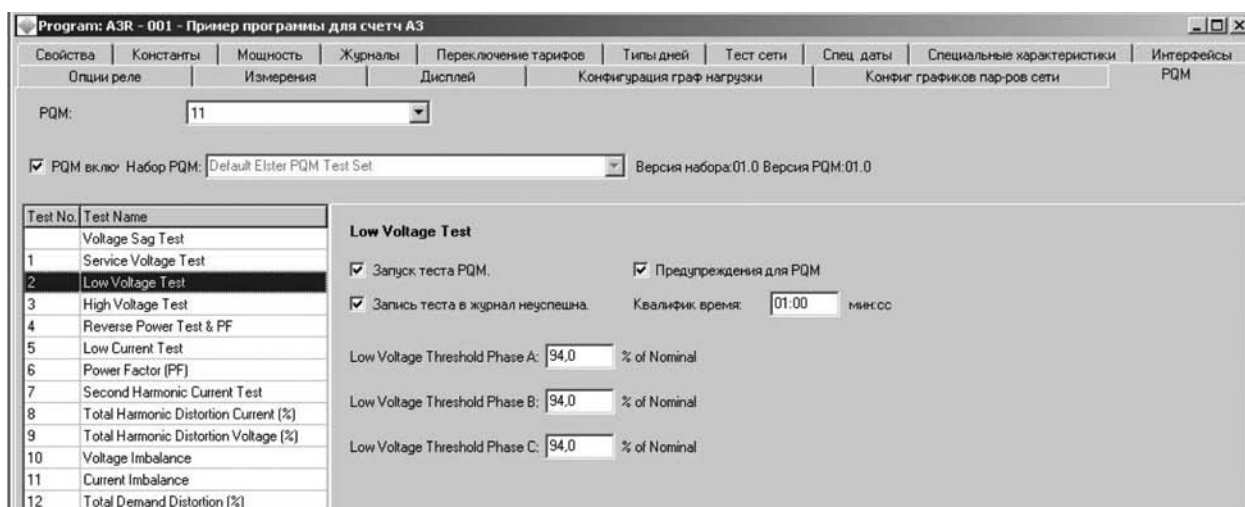 Program: A3R - 001 - Пример программы для счетч А3
Свойства Константы Мощность Журналы Переключение тарифов Типы дней Тест сети Спец. даты Специальные характеристики Интерфейсы
Опции реле Измерения Дисплей Конфигурация граф нагрузки Конфиг графиков пар-ров сети PQM
PQM: 11
PQM вклю Набор PQM: Default Elster PQM Test Set Версия набора:01.0 Версия PQM:01.0
Test No. Test Name
Voltage Sag Test
1 Service Voltage Test
2 Low Voltage Test
3 High Voltage Test
4 Reverse Power Test & PF
5 Low Current Test
6 Power Factor (PF)
7 Second Harmonic Current Test
8 Total Harmonic Distortion Current (%)
9 Total Harmonic Distortion Voltage (%)
10 Voltage Imbalance
11 Current Imbalance
12 Total Demand Distortion (%)
Low Voltage Test
Запуск теста PQM. Предупреждения для PQM
Запись теста в журнал неуспешна. Квалифик время: 01:00 мин:сс
Low Voltage Threshold Phase A: 94,0 % of Nominal
Low Voltage Threshold Phase B: 94,0 % of Nominal
Low Voltage Threshold Phase C: 94,0 % of Nominal